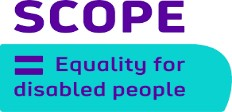 SCOPE
= Equality for
disabled people